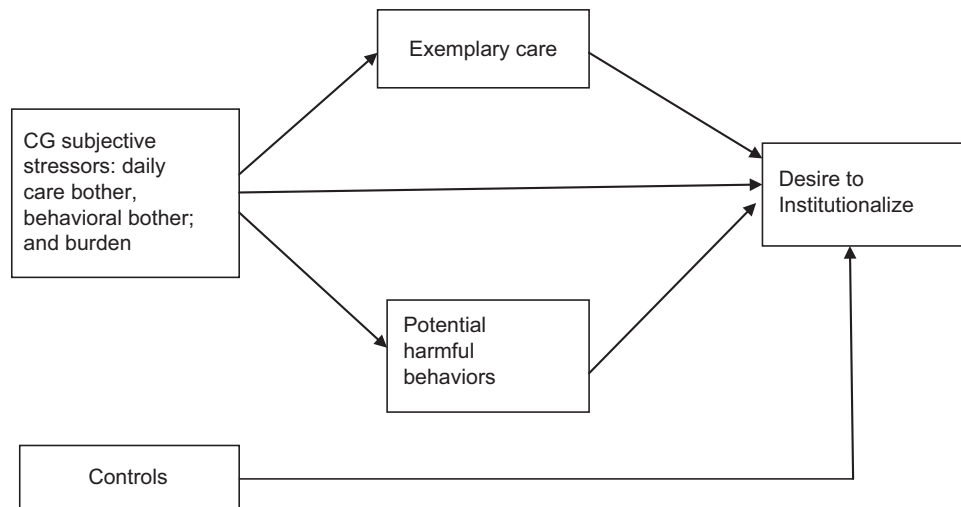 Exemplary care
CG subjective
stressors: daily
care bother,
behavioral bother;
and burden
Desire to
Institutionalize
Potential
harmful
behaviors
Controls